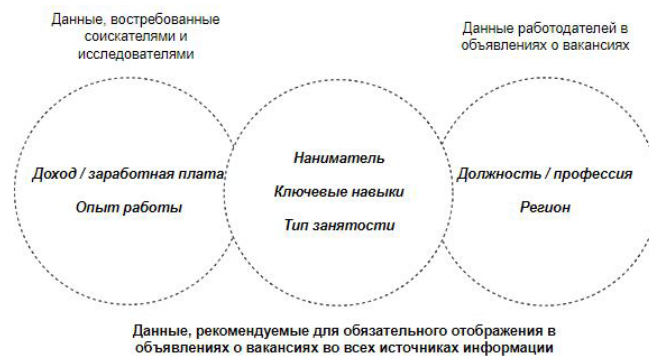 Данные, востребованные
соискателями и
исследователями
Данные работодателей в
объявлениях о вакансиях
Доход / заработная плата
Опыт работы
Наниматель
Ключевые навыки
Тип занятости
Должность / профессия
Регион
Данные, рекомендуемые для обязательного отображения в
объявлениях о вакансиях во всех источниках информации